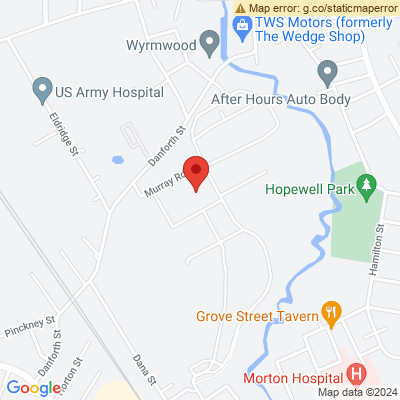 Map error: g.co/staticmaperror
TWS Motors (formerly
The Wedge Shop)
Wyrmwood
US Army Hospital
After Hours Auto Body
Eldridge St
Danforth St
Murray Ro
Hopewell Park
Hamilton St
Grove Street Tavern
Pinckney St
Danforth St
Horton St
Dana St
Morton Hospital
H
Google
Map data ©2024